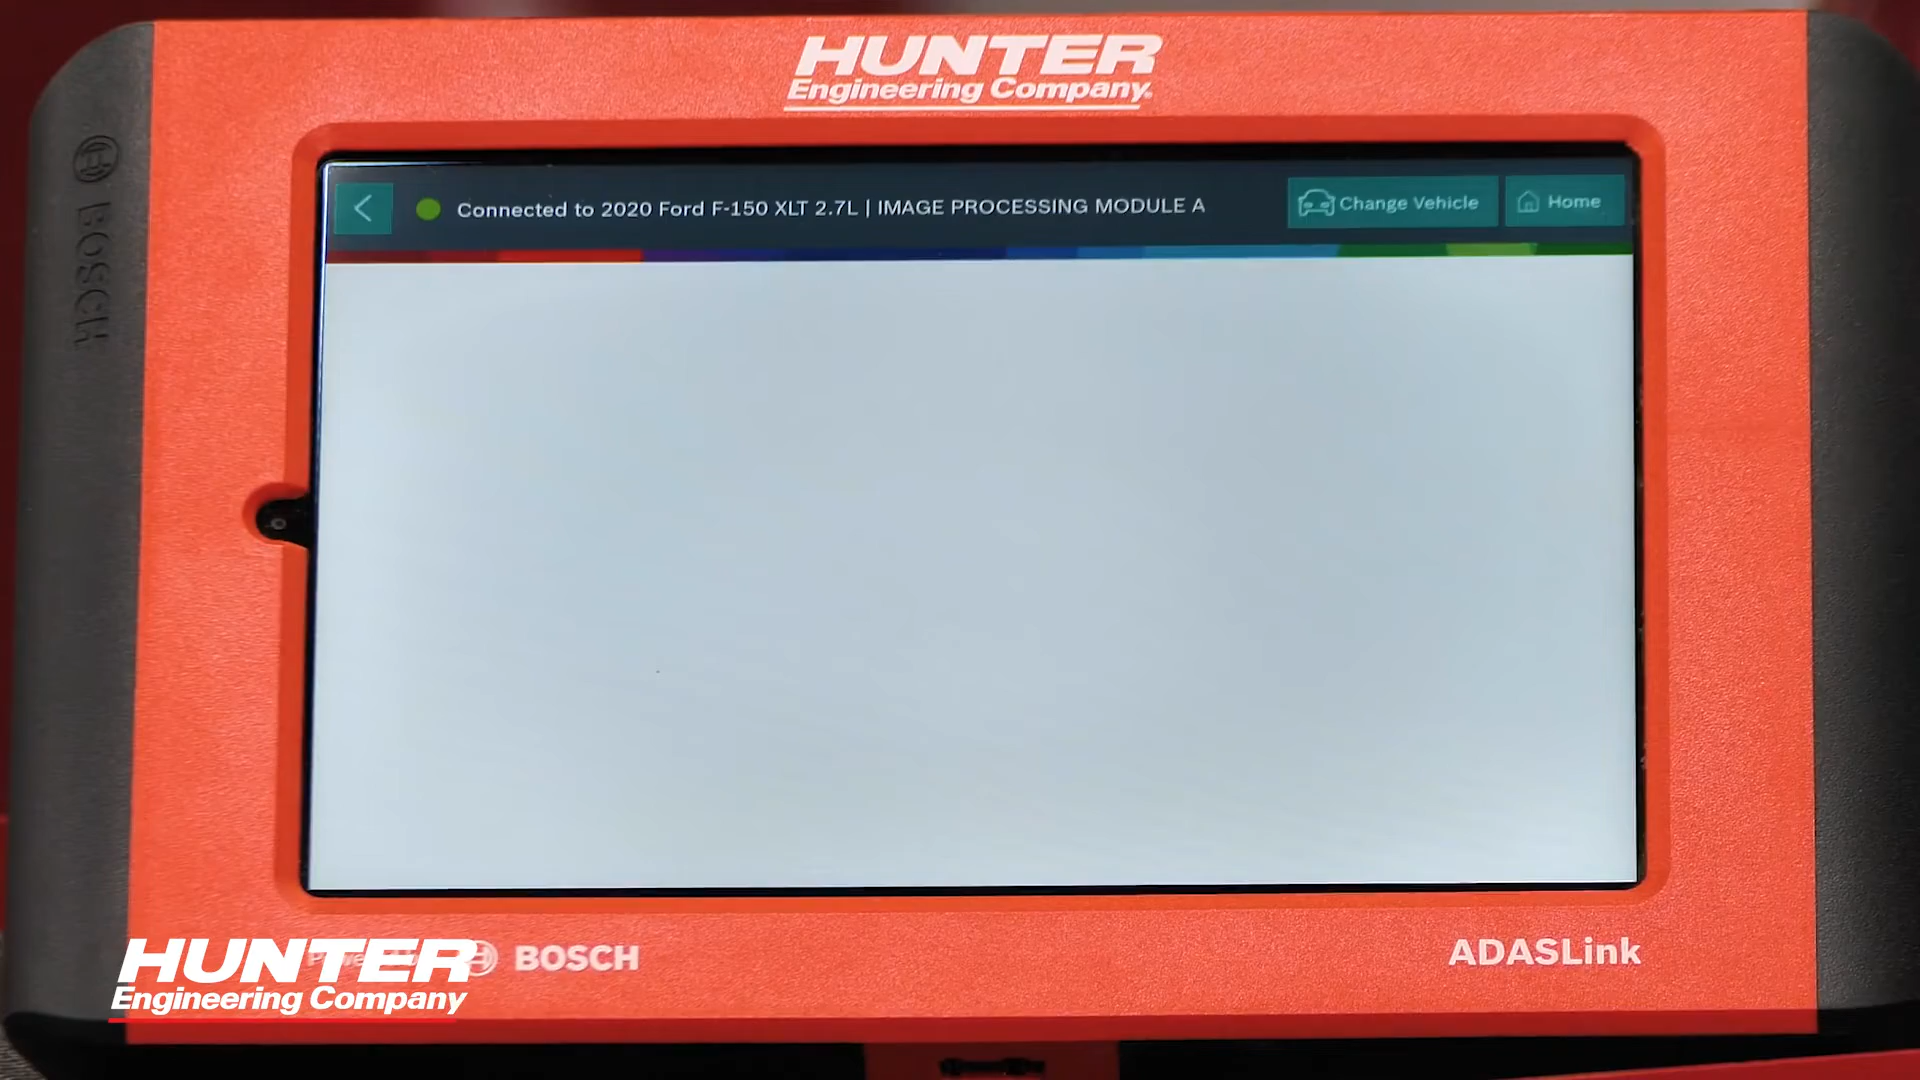 HUNTER
Engineering Company
BOSCH
Connected to 2020 Ford F-150 XLT 2.7L | IMAGE PROCESSING MODULE A
Change Vehicle
Home
BOSCH
ADASLink
HUNTER
Engineering Company